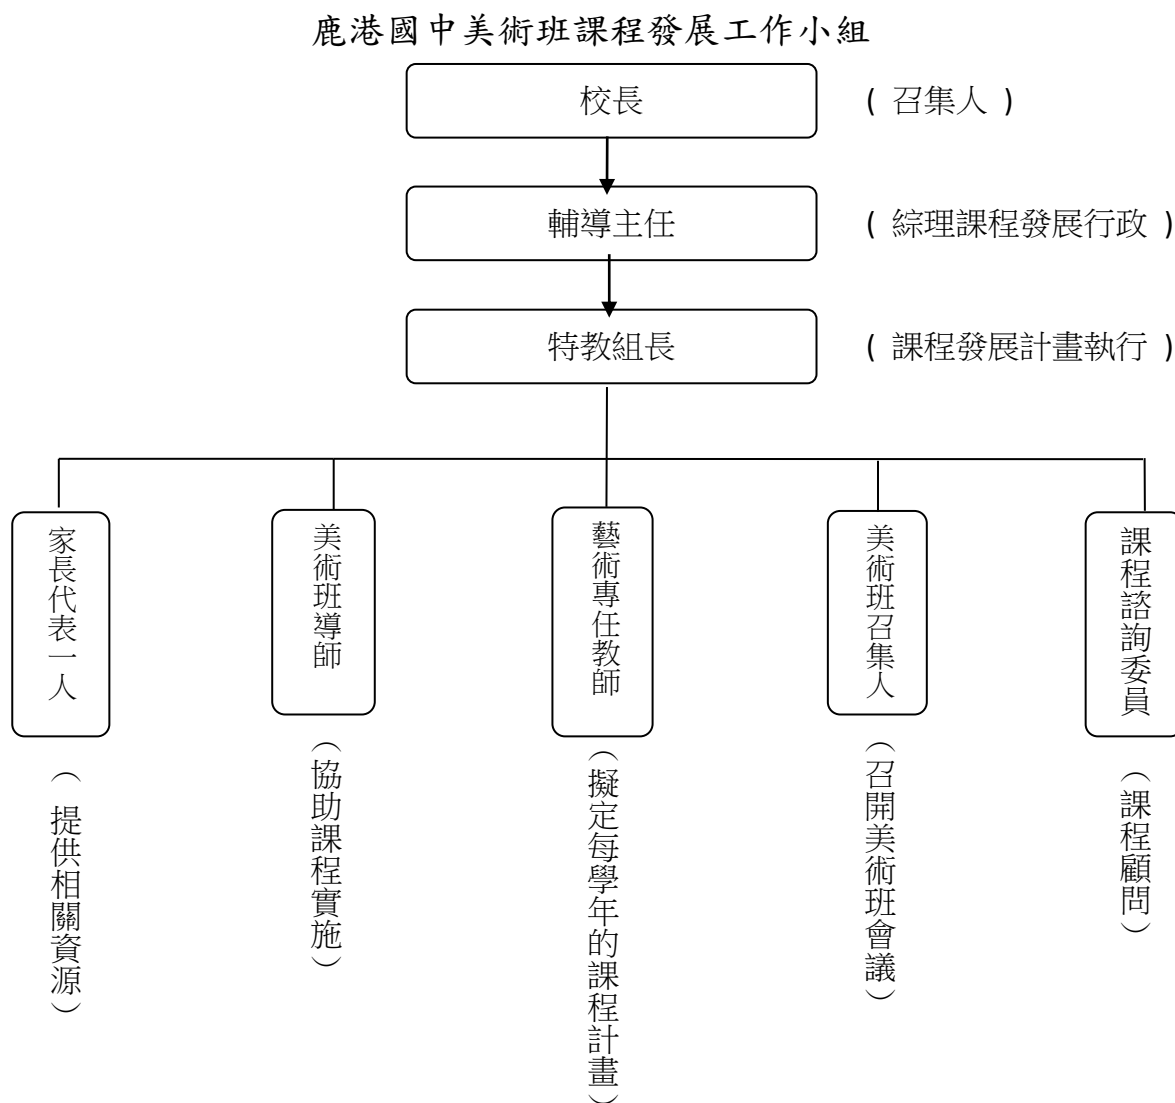 鹿港國中美術班課程發展工作小組
校長
( 召集人 )
輔導主任
( 綜理課程發展行政 )
特教組長
( 課程發展計畫執行 )
家長代表一人
美術班導師
藝術專任教師
美術班召集人
課程諮詢委員
( 提供相關資源)
(協助課程實施)
(擬定每學年的課程計畫)
(召開美術班會議)
(課程顧問)